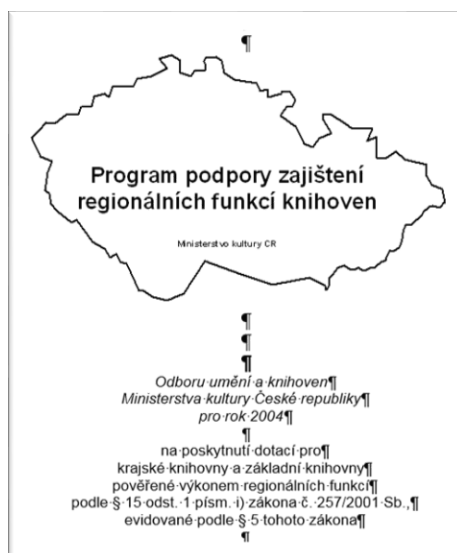 ¶
Program podpory zajištění
regionálních funkcí knihoven
Ministerstvo kultury CR
¶
¶
¶
Odboru·umění·a·knihoven¶
Ministerstva·kultury·České·republiky¶
pro·rok·2004¶
¶
na·poskytnutí·dotací·pro¶
krajské·knihovny·a·základní·knihovny¶
pověřené·výkonem·regionálních·funkcí¶
podle·§·15·odst.·1·písm.·i)·zákona·č.·257/2001·Sb.,¶
evidované·podle·§·5·tohoto·zákona¶
¶